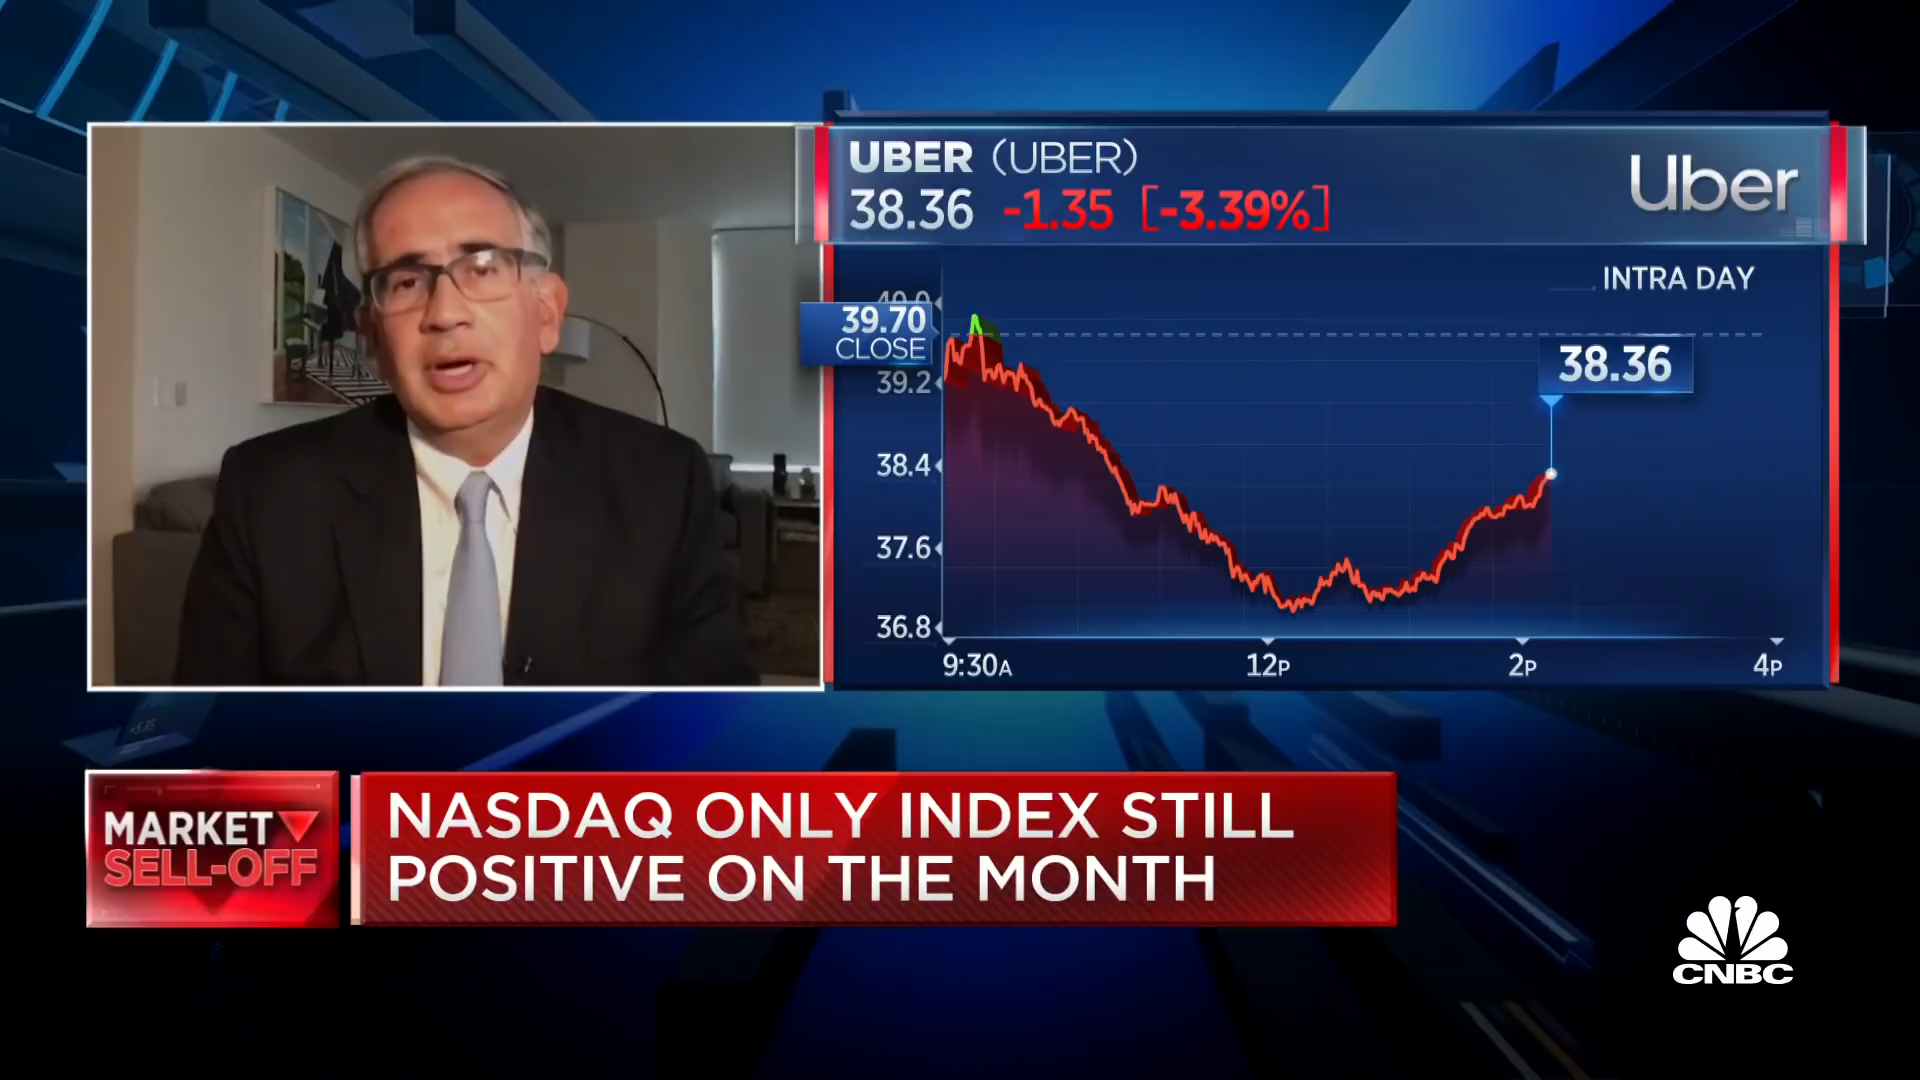 UBER (UBER)
38.36 -1.35 [-3.39%]
Uber
INTRA DAY
40.0
39.70
CLOSE
39.2
38.4
37.6
36.8
38.36
9:30A 12P 2P 4P
MARKET
SELL-OFF
NASDAQ ONLY INDEX STILL
POSITIVE ON THE MONTH
CNBC